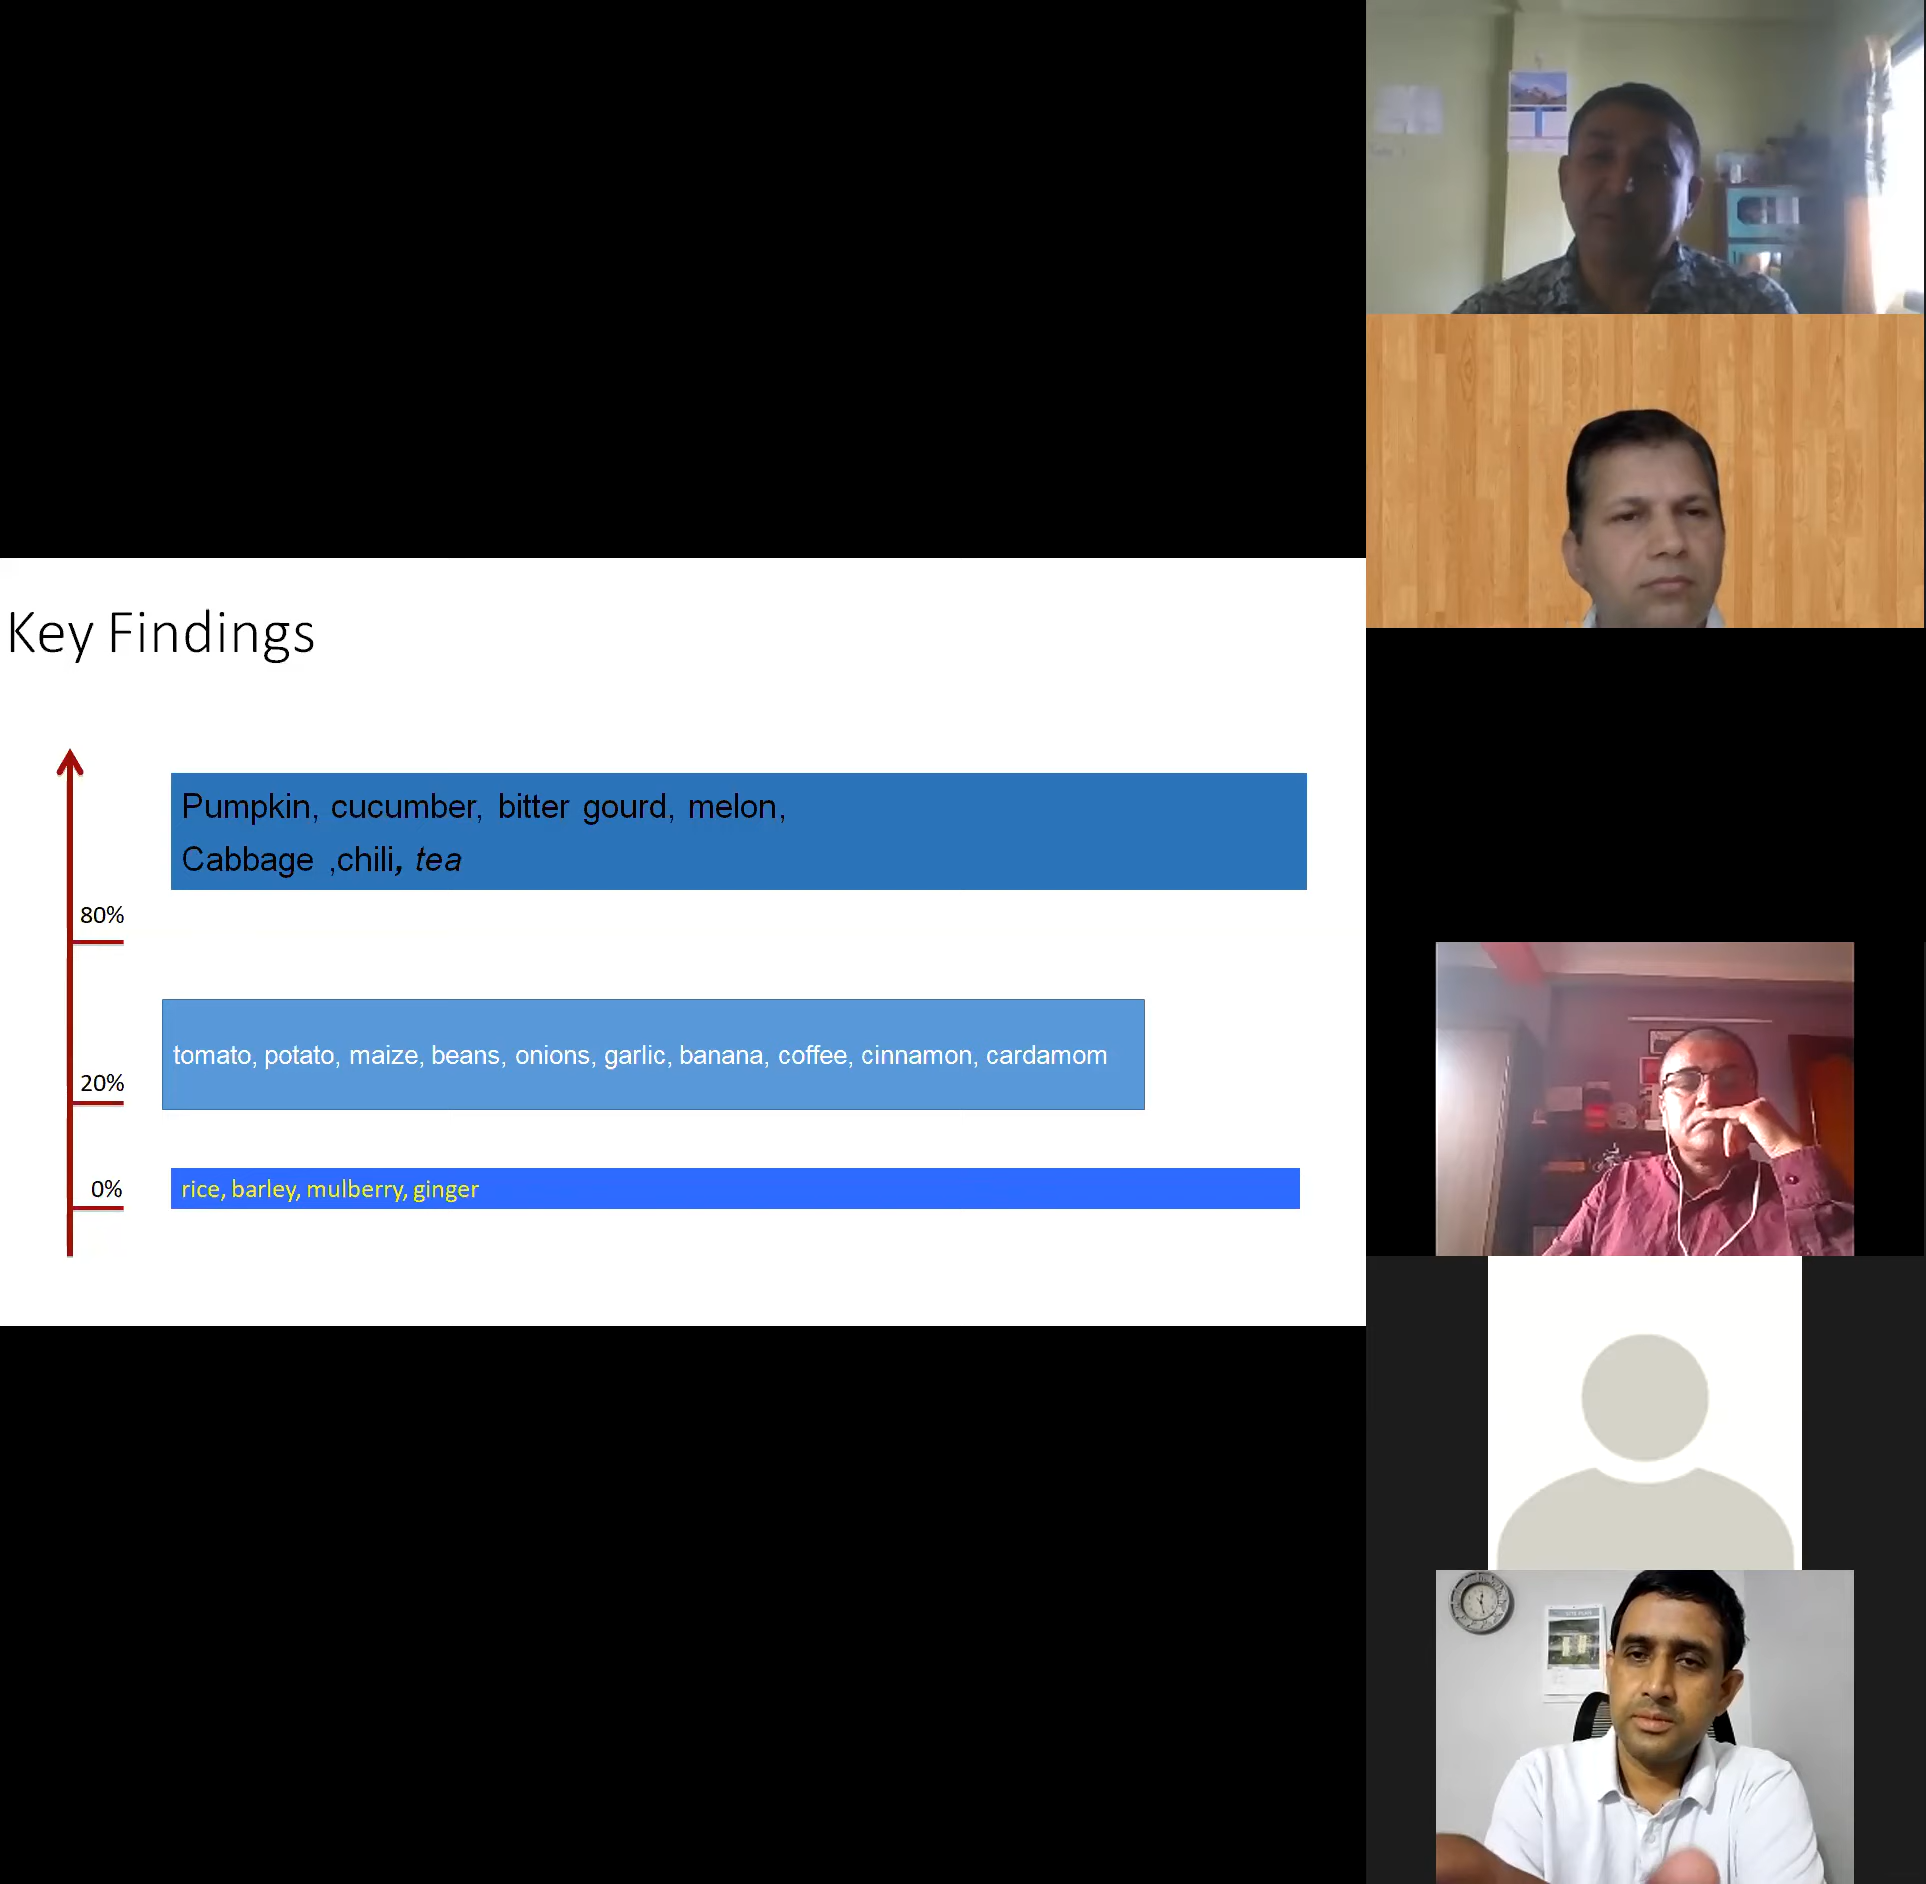 Key Findings
Pumpkin, cucumber, bitter gourd, melon,
Cabbage ,chili, tea
80%
tomato, potato, maize, beans, onions, garlic, banana, coffee, cinnamon, cardamom
20%
0%
rice, barley, mulberry, ginger